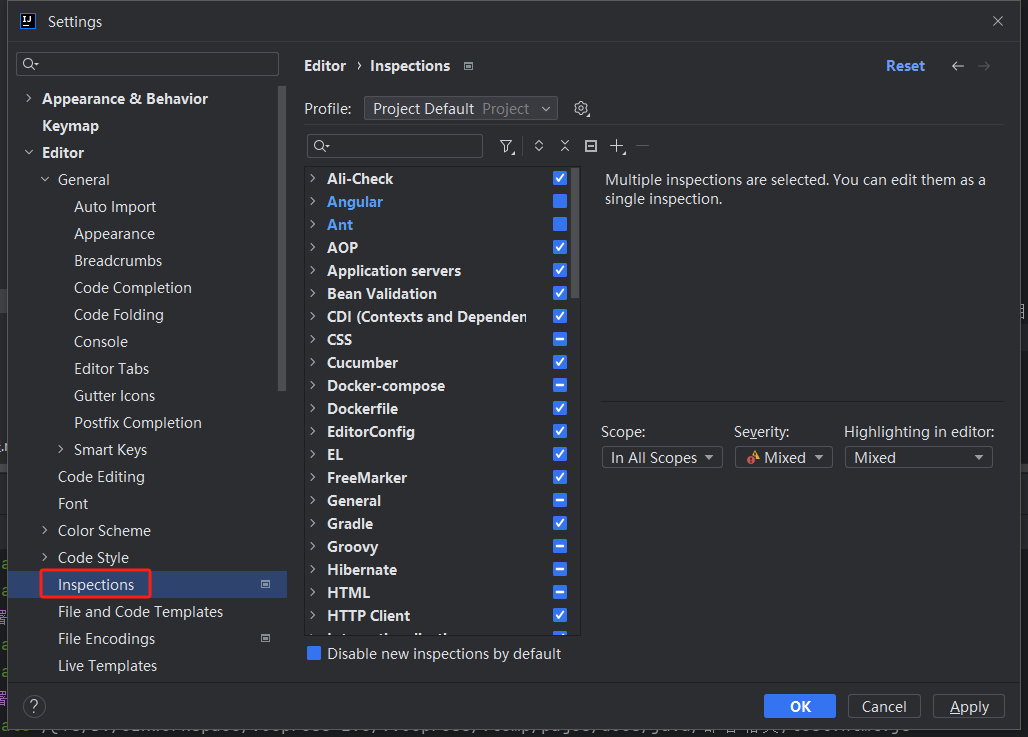 Settings
Editor › Inspections
Reset
Appearance & Behavior
Keymap
Editor
General
Auto Import
Appearance
Breadcrumbs
Code Completion
Code Folding
Console
Editor Tabs
Gutter Icons
Postfix Completion
Smart Keys
Code Editing
Font
Color Scheme
Code Style
Inspections
File and Code Templates
File Encodings
Live Templates
Profile: Project Default Project
Ali-Check
Angular
Ant
AOP
Application servers
Bean Validation
CDI (Contexts and Dependen
CSS
Cucumber
Docker-compose
Dockerfile
EditorConfig
EL
FreeMarker
General
Gradle
Groovy
Hibernate
HTML
HTTP Client
Disable new inspections by default
Multiple inspections are selected. You can edit them as a
single inspection.
Scope: Severity: Highlighting in editor:
In All Scopes Mixed Mixed
?
OK Cancel Apply